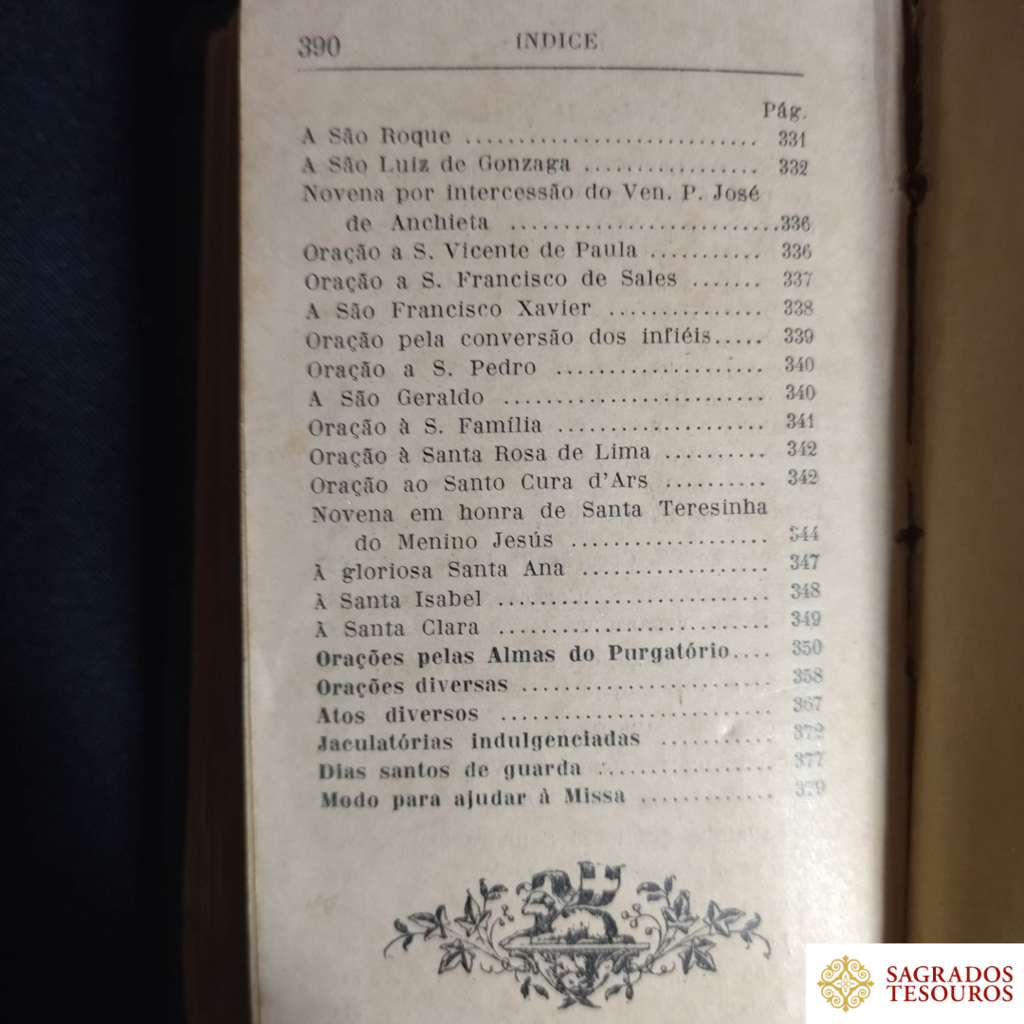 390 INDICE
Pág.
A São Roque ............................ 331
A São Luiz de Gonzaga ................. 332
Novena por intercessão do Ven. P. José
de Anchieta ..........................336
Oração a S. Vicente de Paula ........... 336
Oração a S. Francisco de Sales ....... 337
A São Francisco Xavier ............... 338
Oração pela conversão dos infiéis..... 339
Oração a S. Pedro .................... 340
A São Geraldo ......................... 340
Oração à S. Família .................... 341
Oração à Santa Rosa de Lima .......... 342
Oração ao Santo Cura d'Ars .......... 342
Novena em honra de Santa Teresinha
do Menino Jesús ................... 344
À gloriosa Santa Ana .................. 347
À Santa Isabel .......................... 348
À Santa Clara .......................... 349
Orações pelas Almas do Purgatório.... 350
Orações diversas ........................ 358
Atos diversos .......................... 367
Jaculatórias indulgenciadas ........... 372
Dias santos de guarda ................. 377
Modo para ajudar à Missa ............. 379
SAGRADOS
TESOUROS